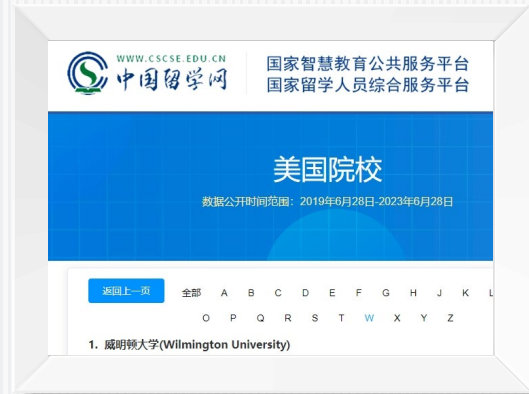 WWW.CSCSE.EDU.CN
中国留学网
国家智慧教育公共服务平台
国家留学人员综合服务平台
美国院校
数据公开时间范围：2019年6月28日-2023年6月28日
返回上一页 全部 A B C D E F G H J K L
O P Q R S T W X Y Z
1. 威明顿大学(Wilmington University)